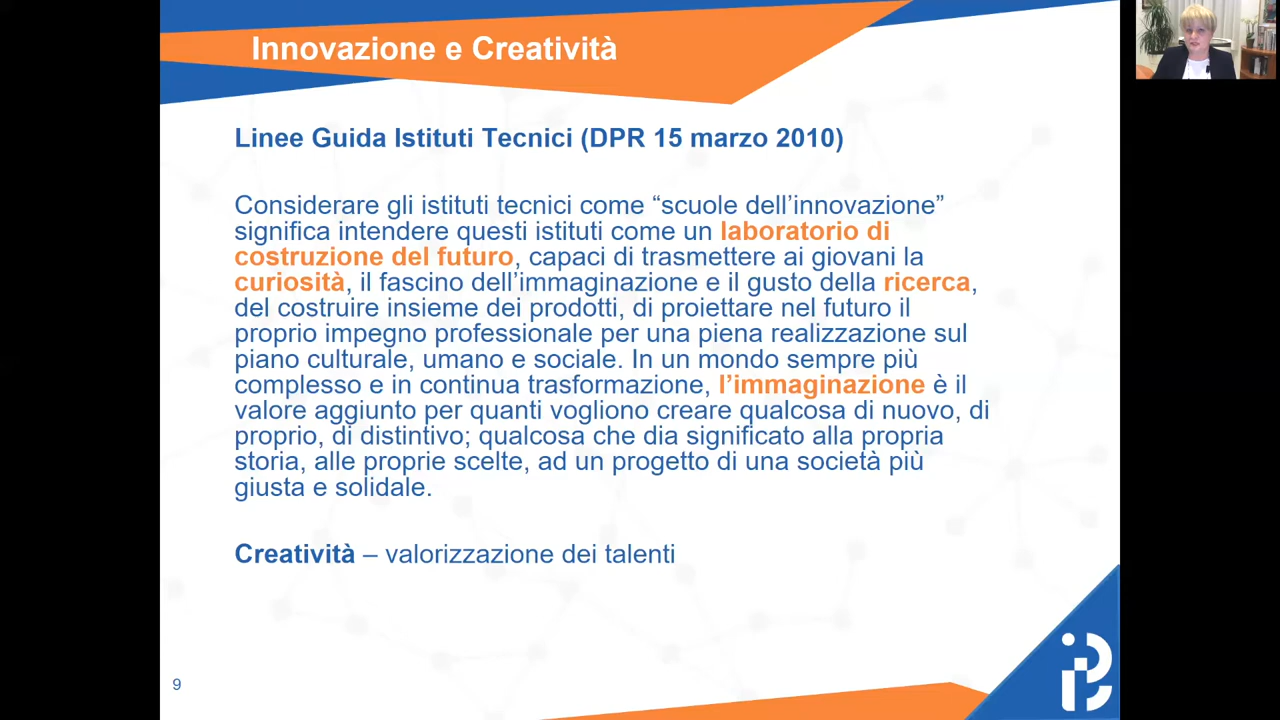 Innovazione e Creatività
Linee Guida Istituti Tecnici (DPR 15 marzo 2010)
Considerare gli istituti tecnici come “scuole dell’innovazione”
significa intendere questi istituti come un laboratorio di
costruzione del futuro, capaci di trasmettere ai giovani la
curiosità, il fascino dell’immaginazione e il gusto della ricerca,
del costruire insieme dei prodotti, di proiettare nel futuro il
proprio impegno professionale per una piena realizzazione sul
piano culturale, umano e sociale. In un mondo sempre più
complesso e in continua trasformazione, l’immaginazione è il
valore aggiunto per quanti vogliono creare qualcosa di nuovo, di
proprio, di distintivo; qualcosa che dia significato alla propria
storia, alle proprie scelte, ad un progetto di una società più
giusta e solidale.
Creatività – valorizzazione dei talenti
9